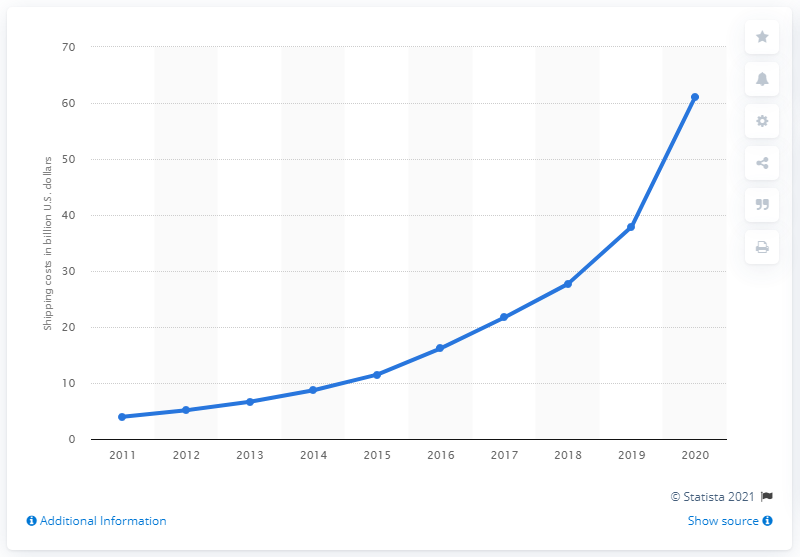 70
60
50
40
30
20
10
0
Shipping costs in billion U.S. dollars
2011 2012 2013 2014 2015 2016 2017 2018 2019 2020
© Statista 2021
Additional Information
Show source